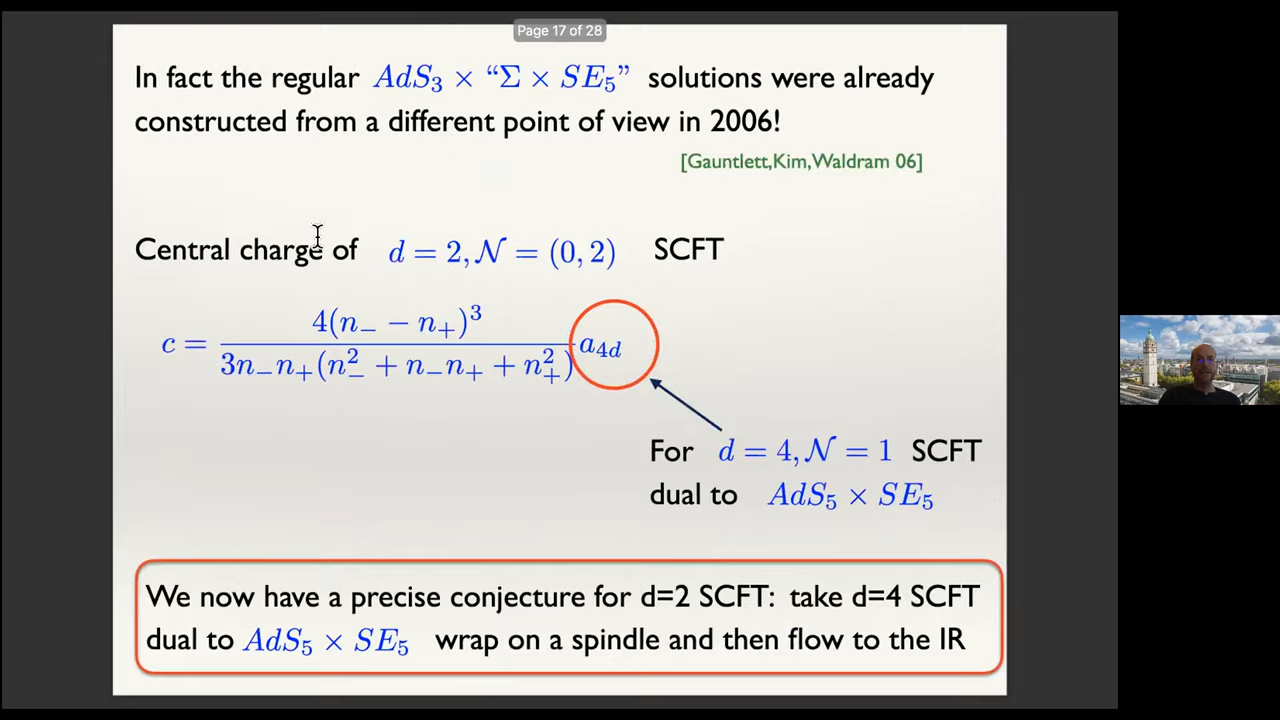 Page 17 of 28
In fact the regular AdS₃ × “Σ × SE₅” solutions were already
constructed from a different point of view in 2006!
[Gauntlett,Kim,Waldram 06]
Central charge of d = 2, 𝒩 = (0, 2) SCFT
c = \frac{4(n₋ − n₊)³}{3n₋n₊(n₋² + n₋n₊ + n₊²)} a₄d
For d = 4, 𝒩 = 1 SCFT
dual to AdS₅ × SE₅
We now have a precise conjecture for d=2 SCFT: take d=4 SCFT
dual to AdS₅ × SE₅ wrap on a spindle and then flow to the IR